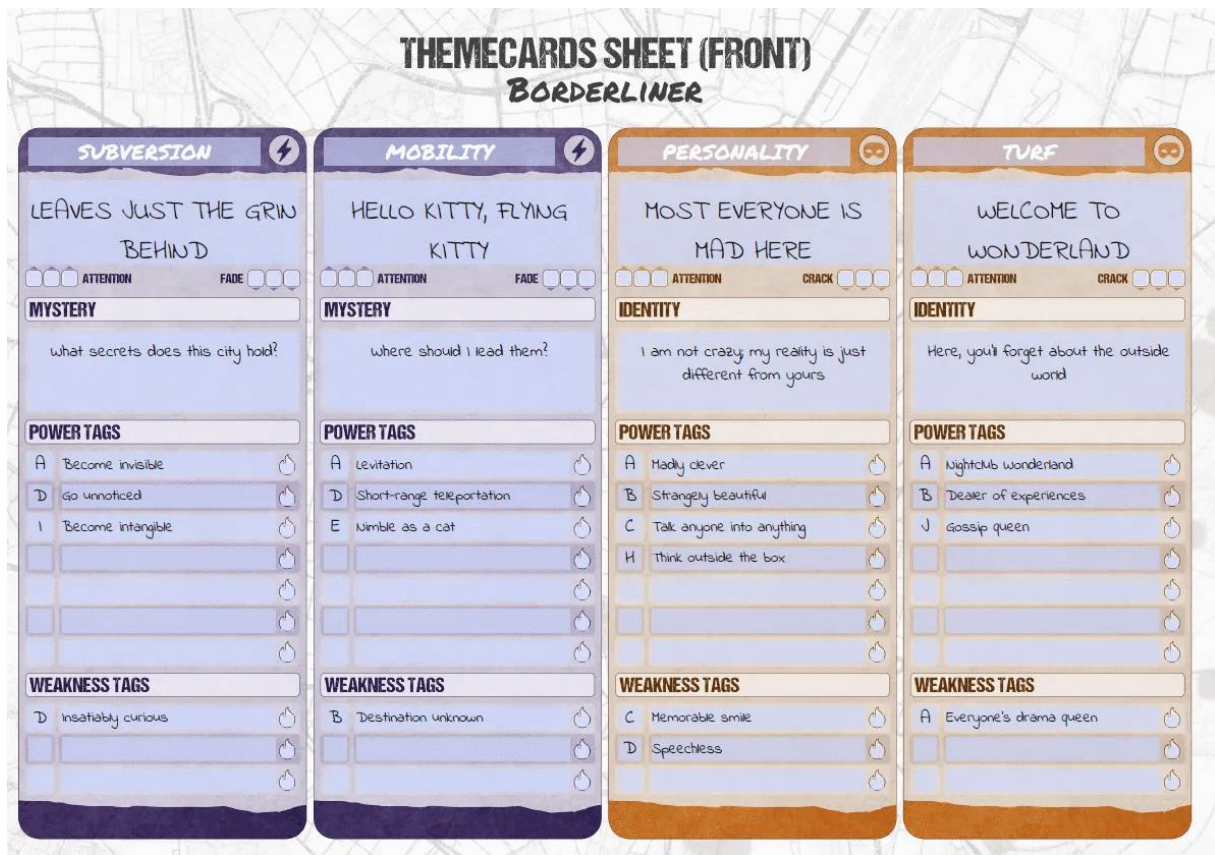 THEMECARDS SHEET (FRONT)
BORDERLINER
SUBVERSION
LEAVES JUST THE GRIN
BEHIND
ATTENTION FADE
MYSTERY
What secrets does this city hold?
POWER TAGS
A Become invisible
D Go unnoticed
I Become intangible
WEAKNESS TAGS
D Insatiably curious
MOBILITY
HELLO KITTY, FLYING
KITTY
ATTENTION FADE
MYSTERY
Where should I lead them?
POWER TAGS
A Levitation
D Short-range teleportation
E Nimble as a cat
WEAKNESS TAGS
B Destination unknown
PERSONALITY
MOST EVERYONE IS
MAD HERE
ATTENTION CRACK
IDENTITY
I am not crazy; my reality is just
different from yours
POWER TAGS
A Madly clever
B Strangely beautiful
C Talk anyone into anything
H Think outside the box
WEAKNESS TAGS
C Memorable smile
D Speechless
TURF
WELCOME TO
WONDERLAND
ATTENTION CRACK
IDENTITY
Here, you'll forget about the outside
world
POWER TAGS
A Nightclub wonderland
B Dealer of experiences
J Gossip queen
WEAKNESS TAGS
A Everyone's drama queen